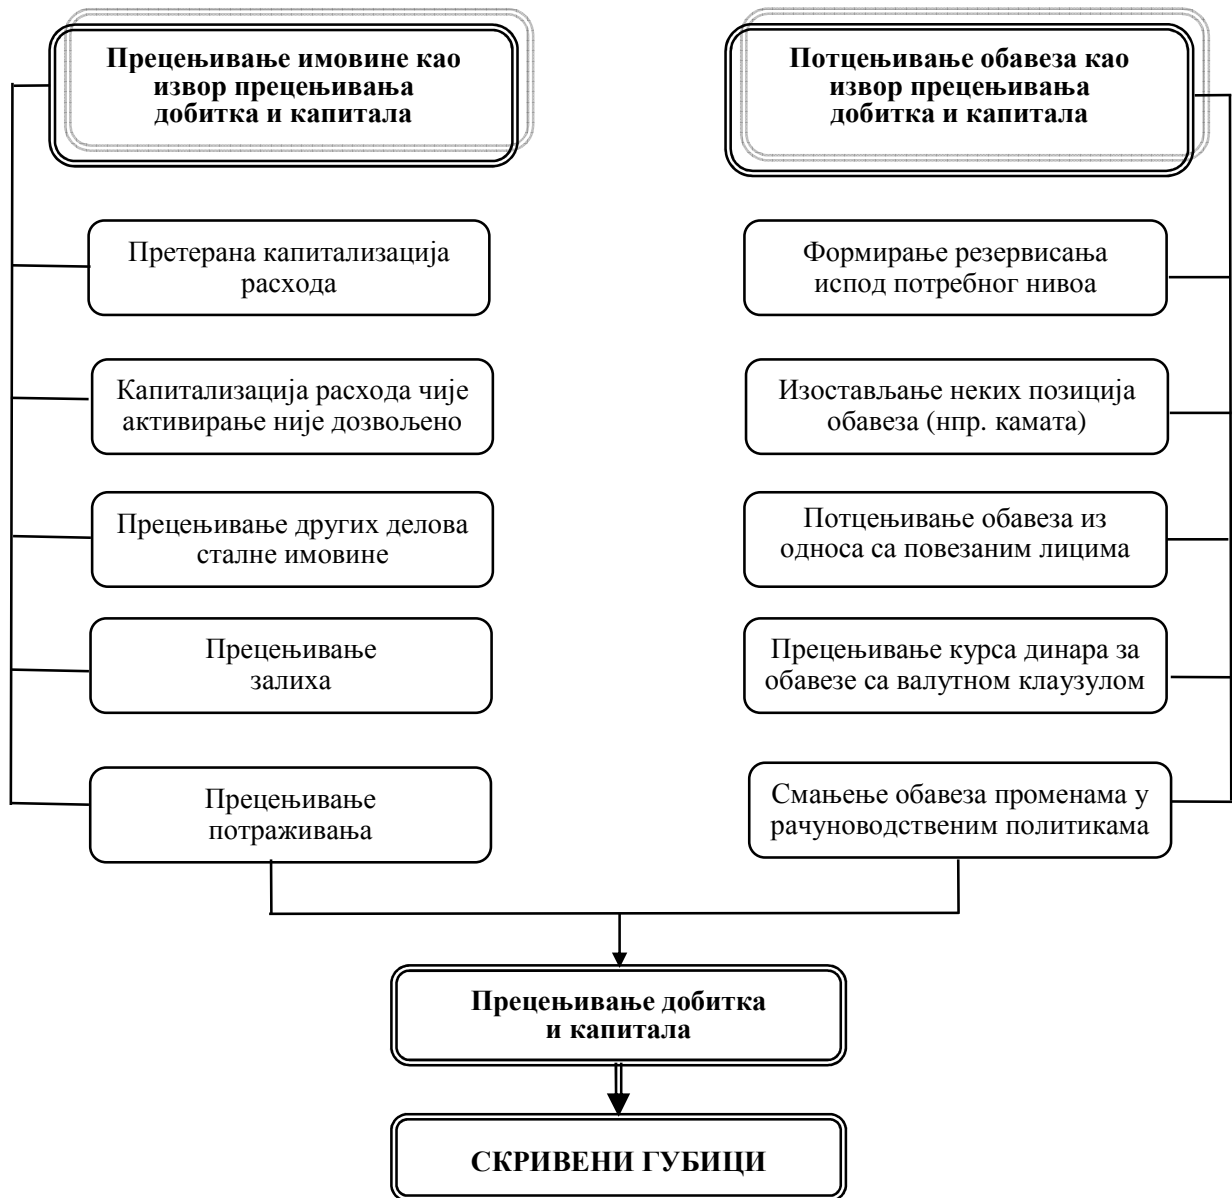 Прецењивање имовине као
извор прецењивања
добитка и капитала
Претерана капитализација
расхода
Капитализација расхода чије
активирање није дозвољено
Прецењивање других делова
сталне имовине
Прецењивање
залиха
Прецењивање
потраживања
Потцењивање обавеза као
извор прецењивања
добитка и капитала
Формирање резервисања
испод потребног нивоа
Изостављање неких позиција
обавеза (нпр. камата)
Потцењивање обавеза из
односа са повезаним лицима
Прецењивање курса динара за
обавезе са валутном клаузулом
Смањење обавеза променама у
рачуноводственим политикама
Прецењивање добитка
и капитала
СКРИВЕНИ ГУБИЦИ